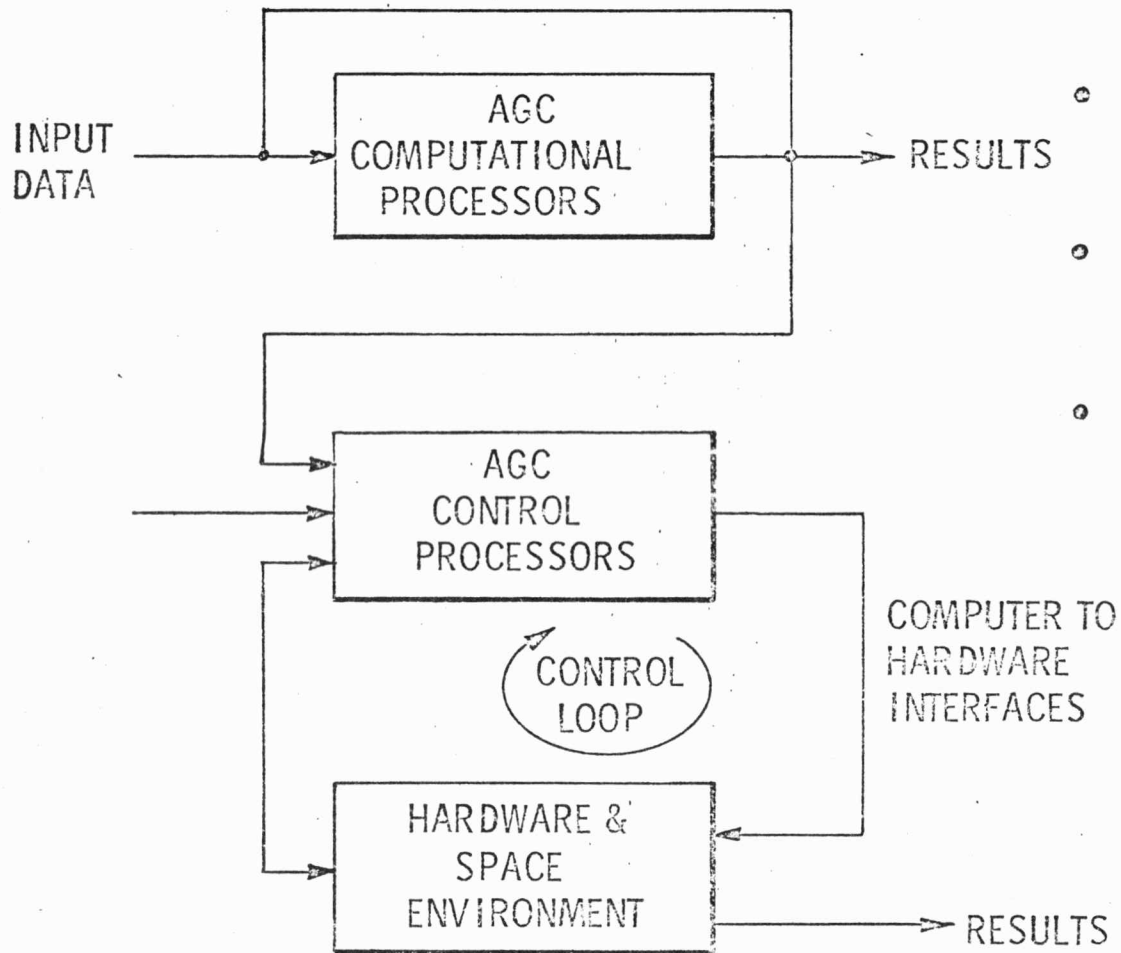 INPUT
DATA
AGC
COMPUTATIONAL
PROCESSORS
RESULTS
AGC
CONTROL
PROCESSORS
COMPUTER TO
HARDWARE
INTERFACES
CONTROL
LOOP
HARDWARE &
SPACE
ENVIRONMENT
RESULTS